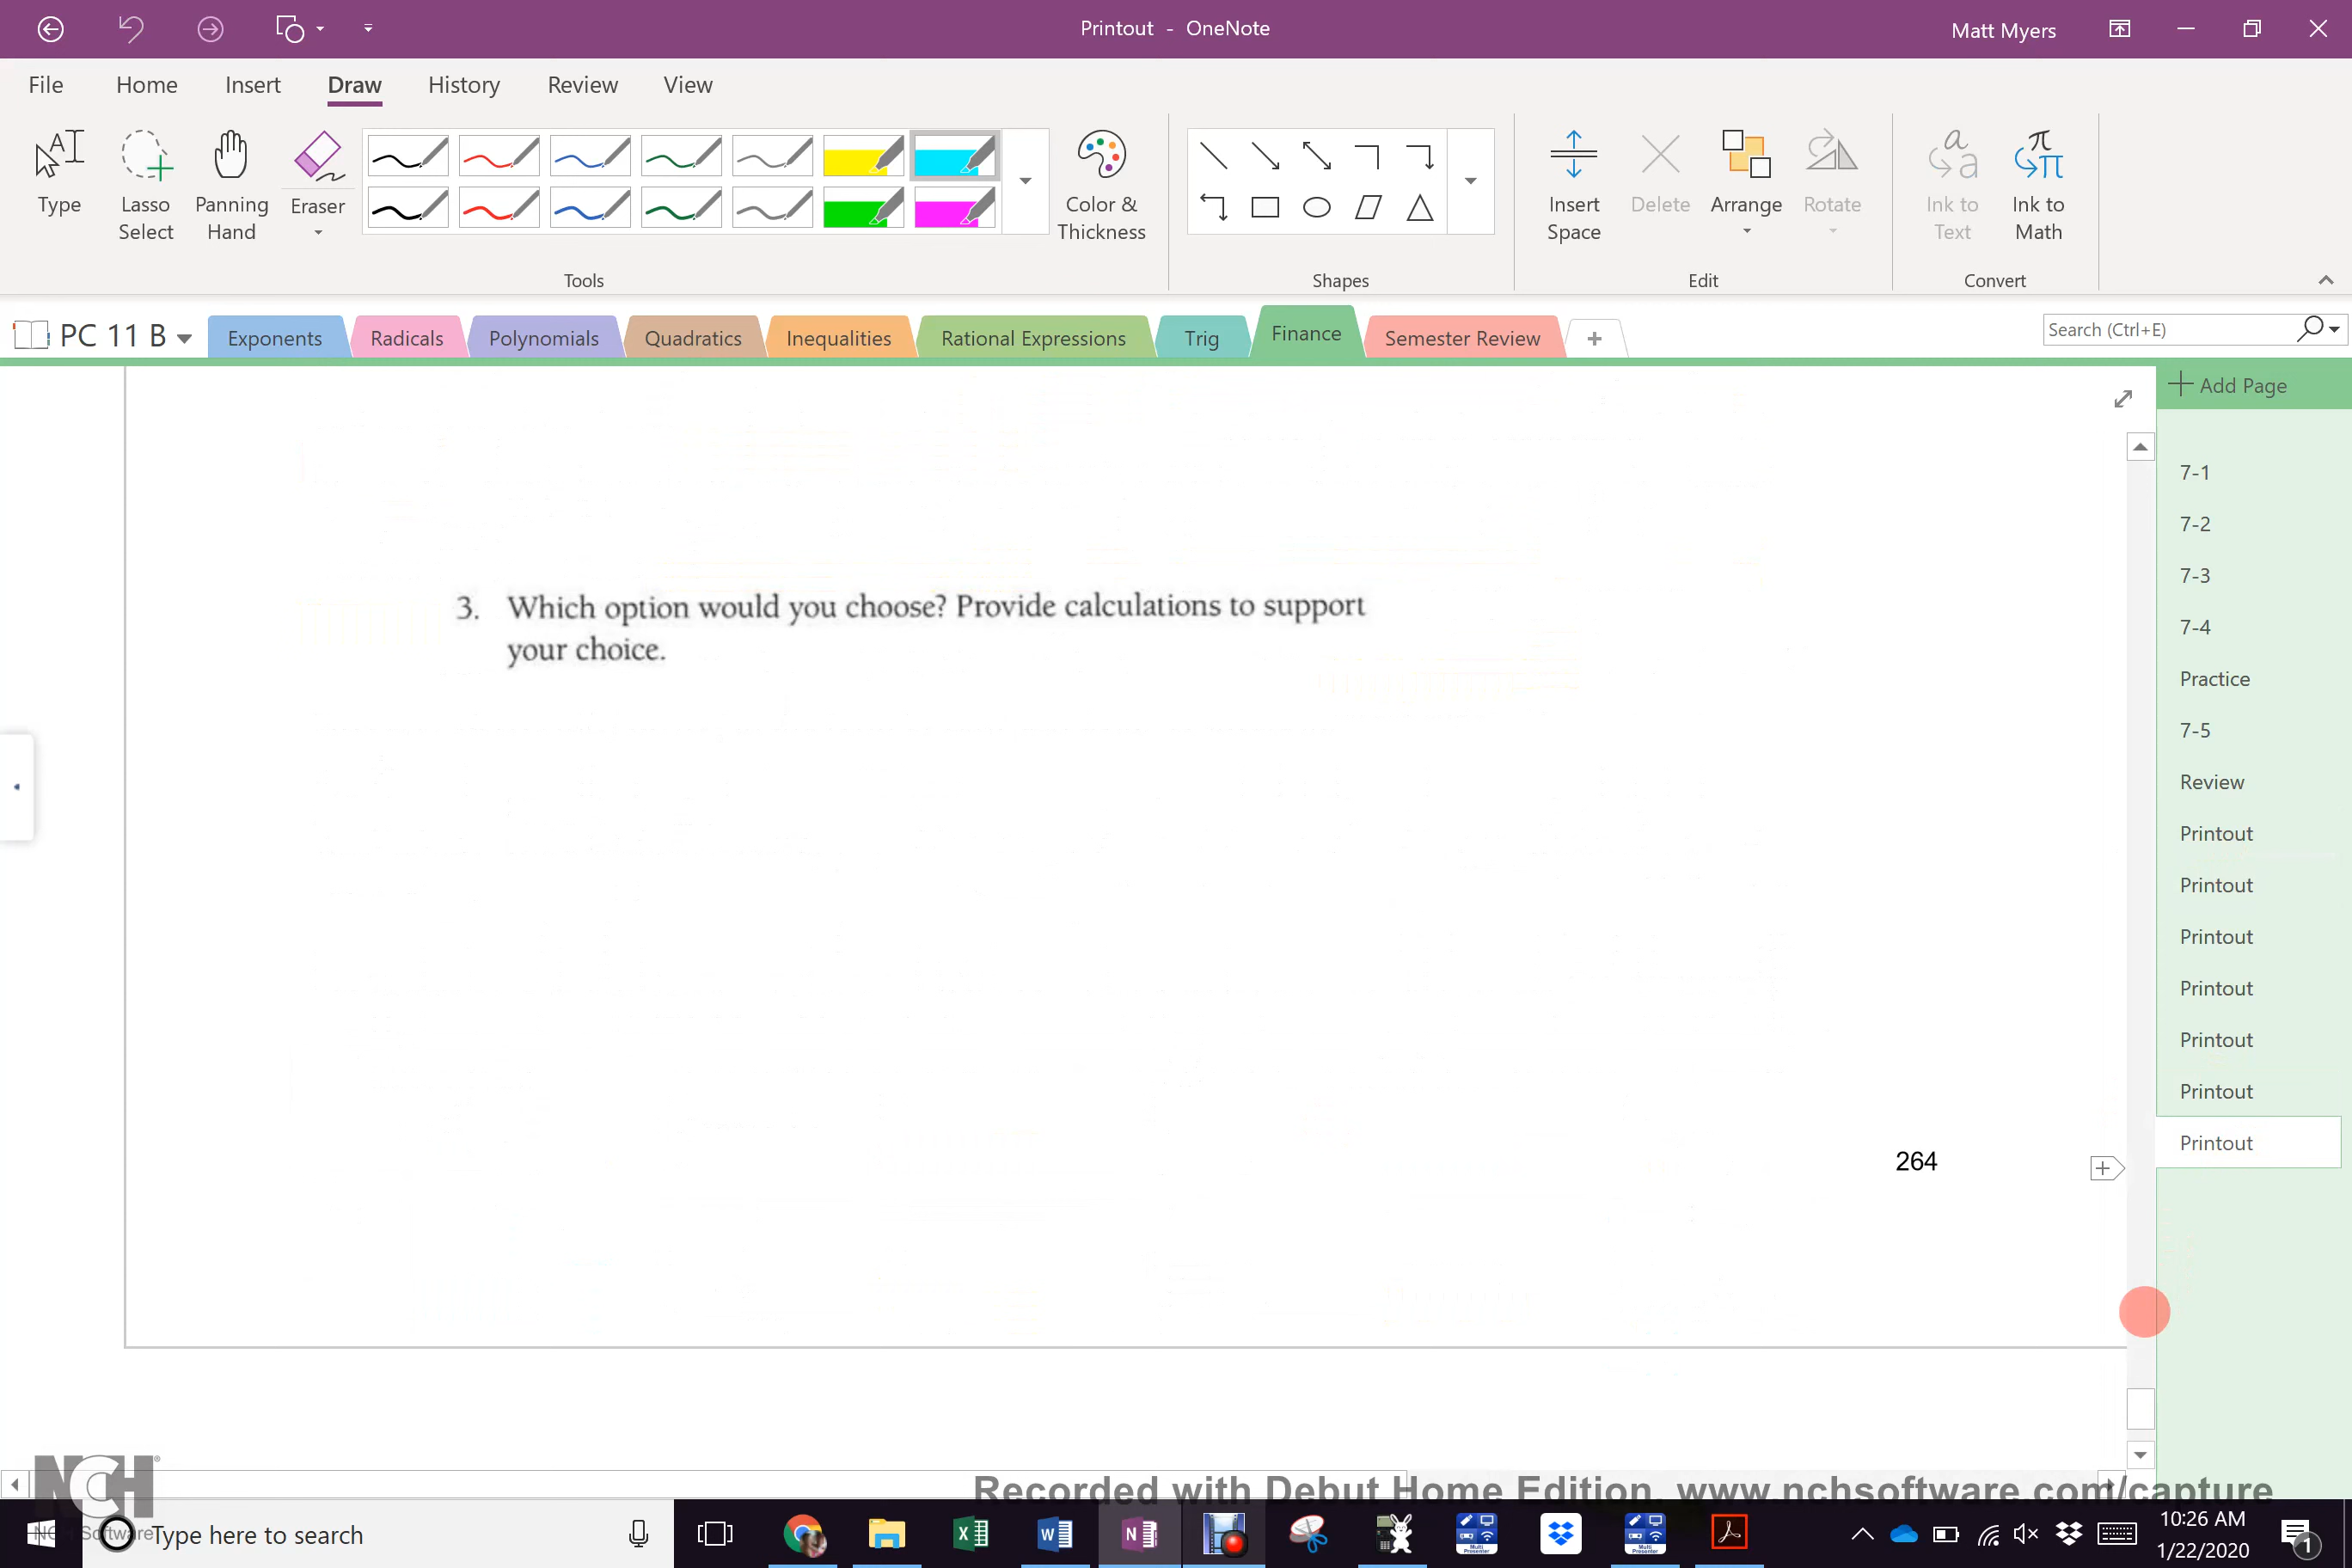 Printout - OneNote
Matt Myers
File Home Insert Draw History Review View
Type
Lasso Select
Panning Hand
Eraser
Color & Thickness
Insert Space
Delete
Arrange
Rotate
Ink to Text
Ink to Math
Tools
Shapes
Edit
Convert
PC 11 B
Exponents
Radicals
Polynomials
Quadratics
Inequalities
Rational Expressions
Trig
Finance
Semester Review
Search (Ctrl+E)
Add Page
7-1
7-2
7-3
7-4
Practice
7-5
Review
Printout
Printout
Printout
Printout
Printout
Printout
Printout
3. Which option would you choose? Provide calculations to support
your choice.
264
NCH®
NCH Software
Recorded with Debut Home Edition. www.nchsoftware.com/capture
Type here to search
10:26 AM
1/22/2020
1